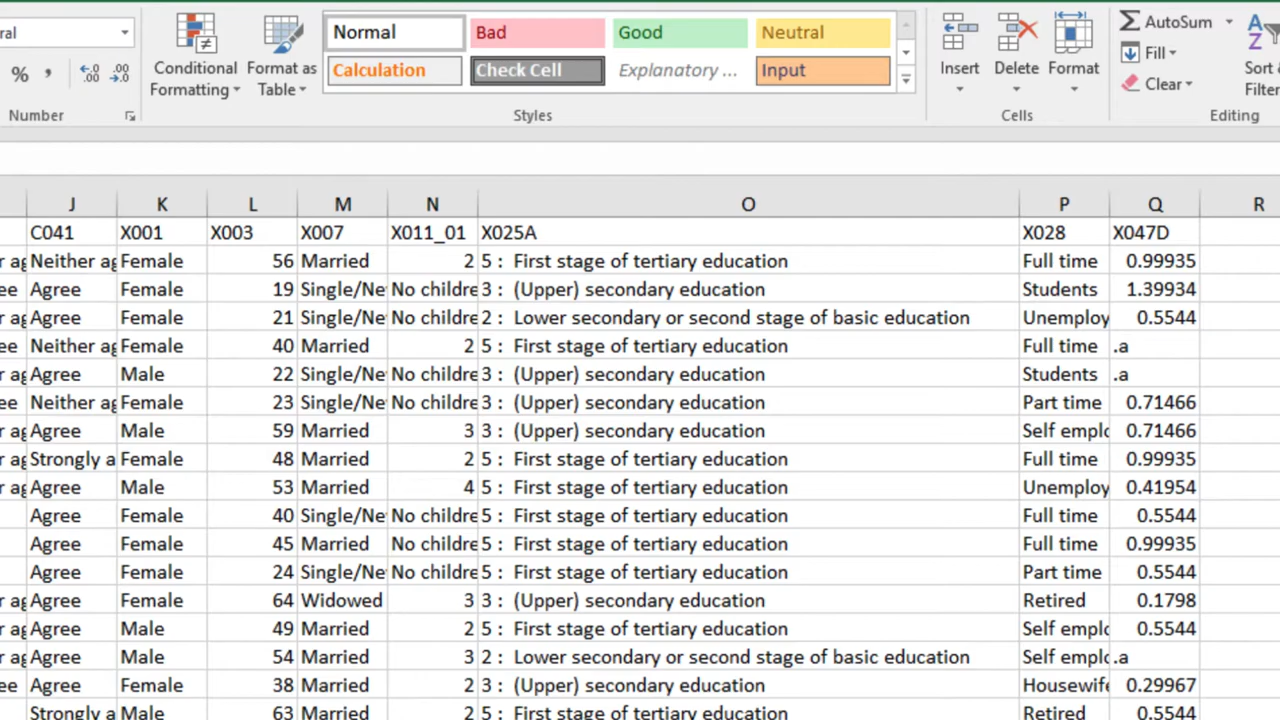 ral Normal Bad Good Neutral AutoSum
% , .00 .00 Conditional Formatting Format as Table Calculation Check Cell Explanatory ... Input Insert Delete Format Fill Clear Sort & Filter
Number Styles Cells Editing
J K L M N O P Q R
C041 X001 X003 X007 X011_01 X025A X028 X047D
r ag Neither ag Female 56 Married 2 5 : First stage of tertiary education Full time 0.99935
ee Agree Female 19 Single/Ne No childre 3 : (Upper) secondary education Students 1.39934
r ag Agree Female 21 Single/Ne No childre 2 : Lower secondary or second stage of basic education Unemploy 0.5544
ee Neither ag Female 40 Married 2 5 : First stage of tertiary education Full time .a
r ag Agree Male 22 Single/Ne No childre 3 : (Upper) secondary education Students .a
ee Neither ag Female 23 Single/Ne No childre 3 : (Upper) secondary education Part time 0.71466
r ag Agree Male 59 Married 3 3 : (Upper) secondary education Self emplo 0.71466
r ag Strongly a Female 48 Married 2 5 : First stage of tertiary education Full time 0.99935
r ag Agree Male 53 Married 4 5 : First stage of tertiary education Unemploy 0.41954
Agree Female 40 Single/Ne No childre 5 : First stage of tertiary education Full time 0.5544
Agree Female 45 Married No childre 5 : First stage of tertiary education Full time 0.99935
Agree Female 24 Single/Ne No childre 5 : First stage of tertiary education Part time 0.5544
r ag Agree Female 64 Widowed 3 3 : (Upper) secondary education Retired 0.1798
r ag Agree Male 49 Married 2 5 : First stage of tertiary education Self emplo 0.5544
r ag Agree Male 54 Married 3 2 : Lower secondary or second stage of basic education Self emplo .a
ee Agree Female 38 Married 2 3 : (Upper) secondary education Housewife 0.29967
Strongly a Male 63 Married 2 5 : First stage of tertiary education Retired 0.5544